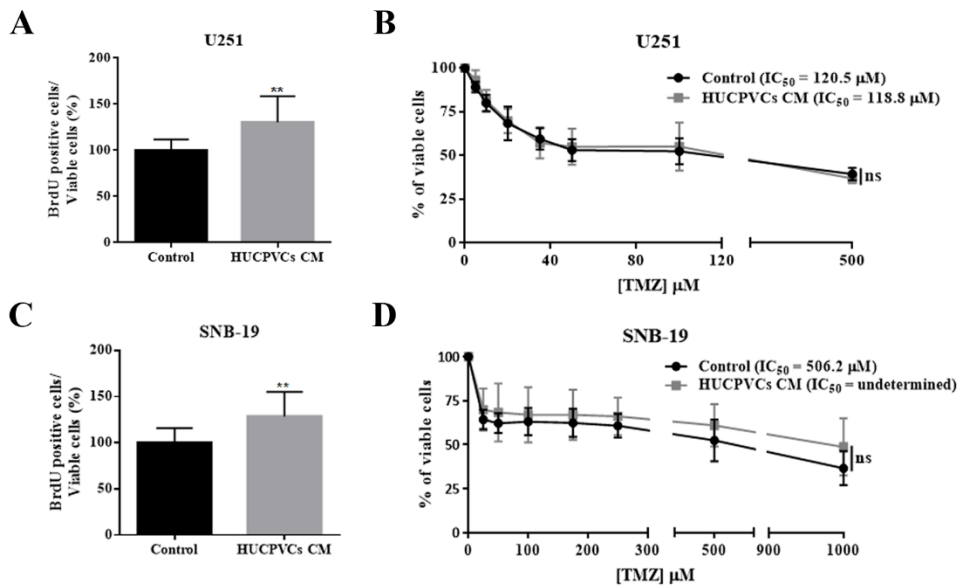 A
U251
BrdU positive cells/
Viable cells (%)
200
150
100
50
0
**
Control
HUCPVCs CM
B
U251
Control (IC50 = 120.5 μM)
HUCPVCs CM (IC50 = 118.8 μM)
% of viable cells
100
75
50
25
0
ns
0
40
80
120
500
[TMZ] μM
C
SNB-19
BrdU positive cells/
Viable cells (%)
200
150
100
50
0
**
Control
HUCPVCs CM
D
SNB-19
Control (IC50 = 506.2 μM)
HUCPVCs CM (IC50 = undetermined)
% of viable cells
100
75
50
25
0
ns
0
100
200
300
500
900
1000
[TMZ] μM